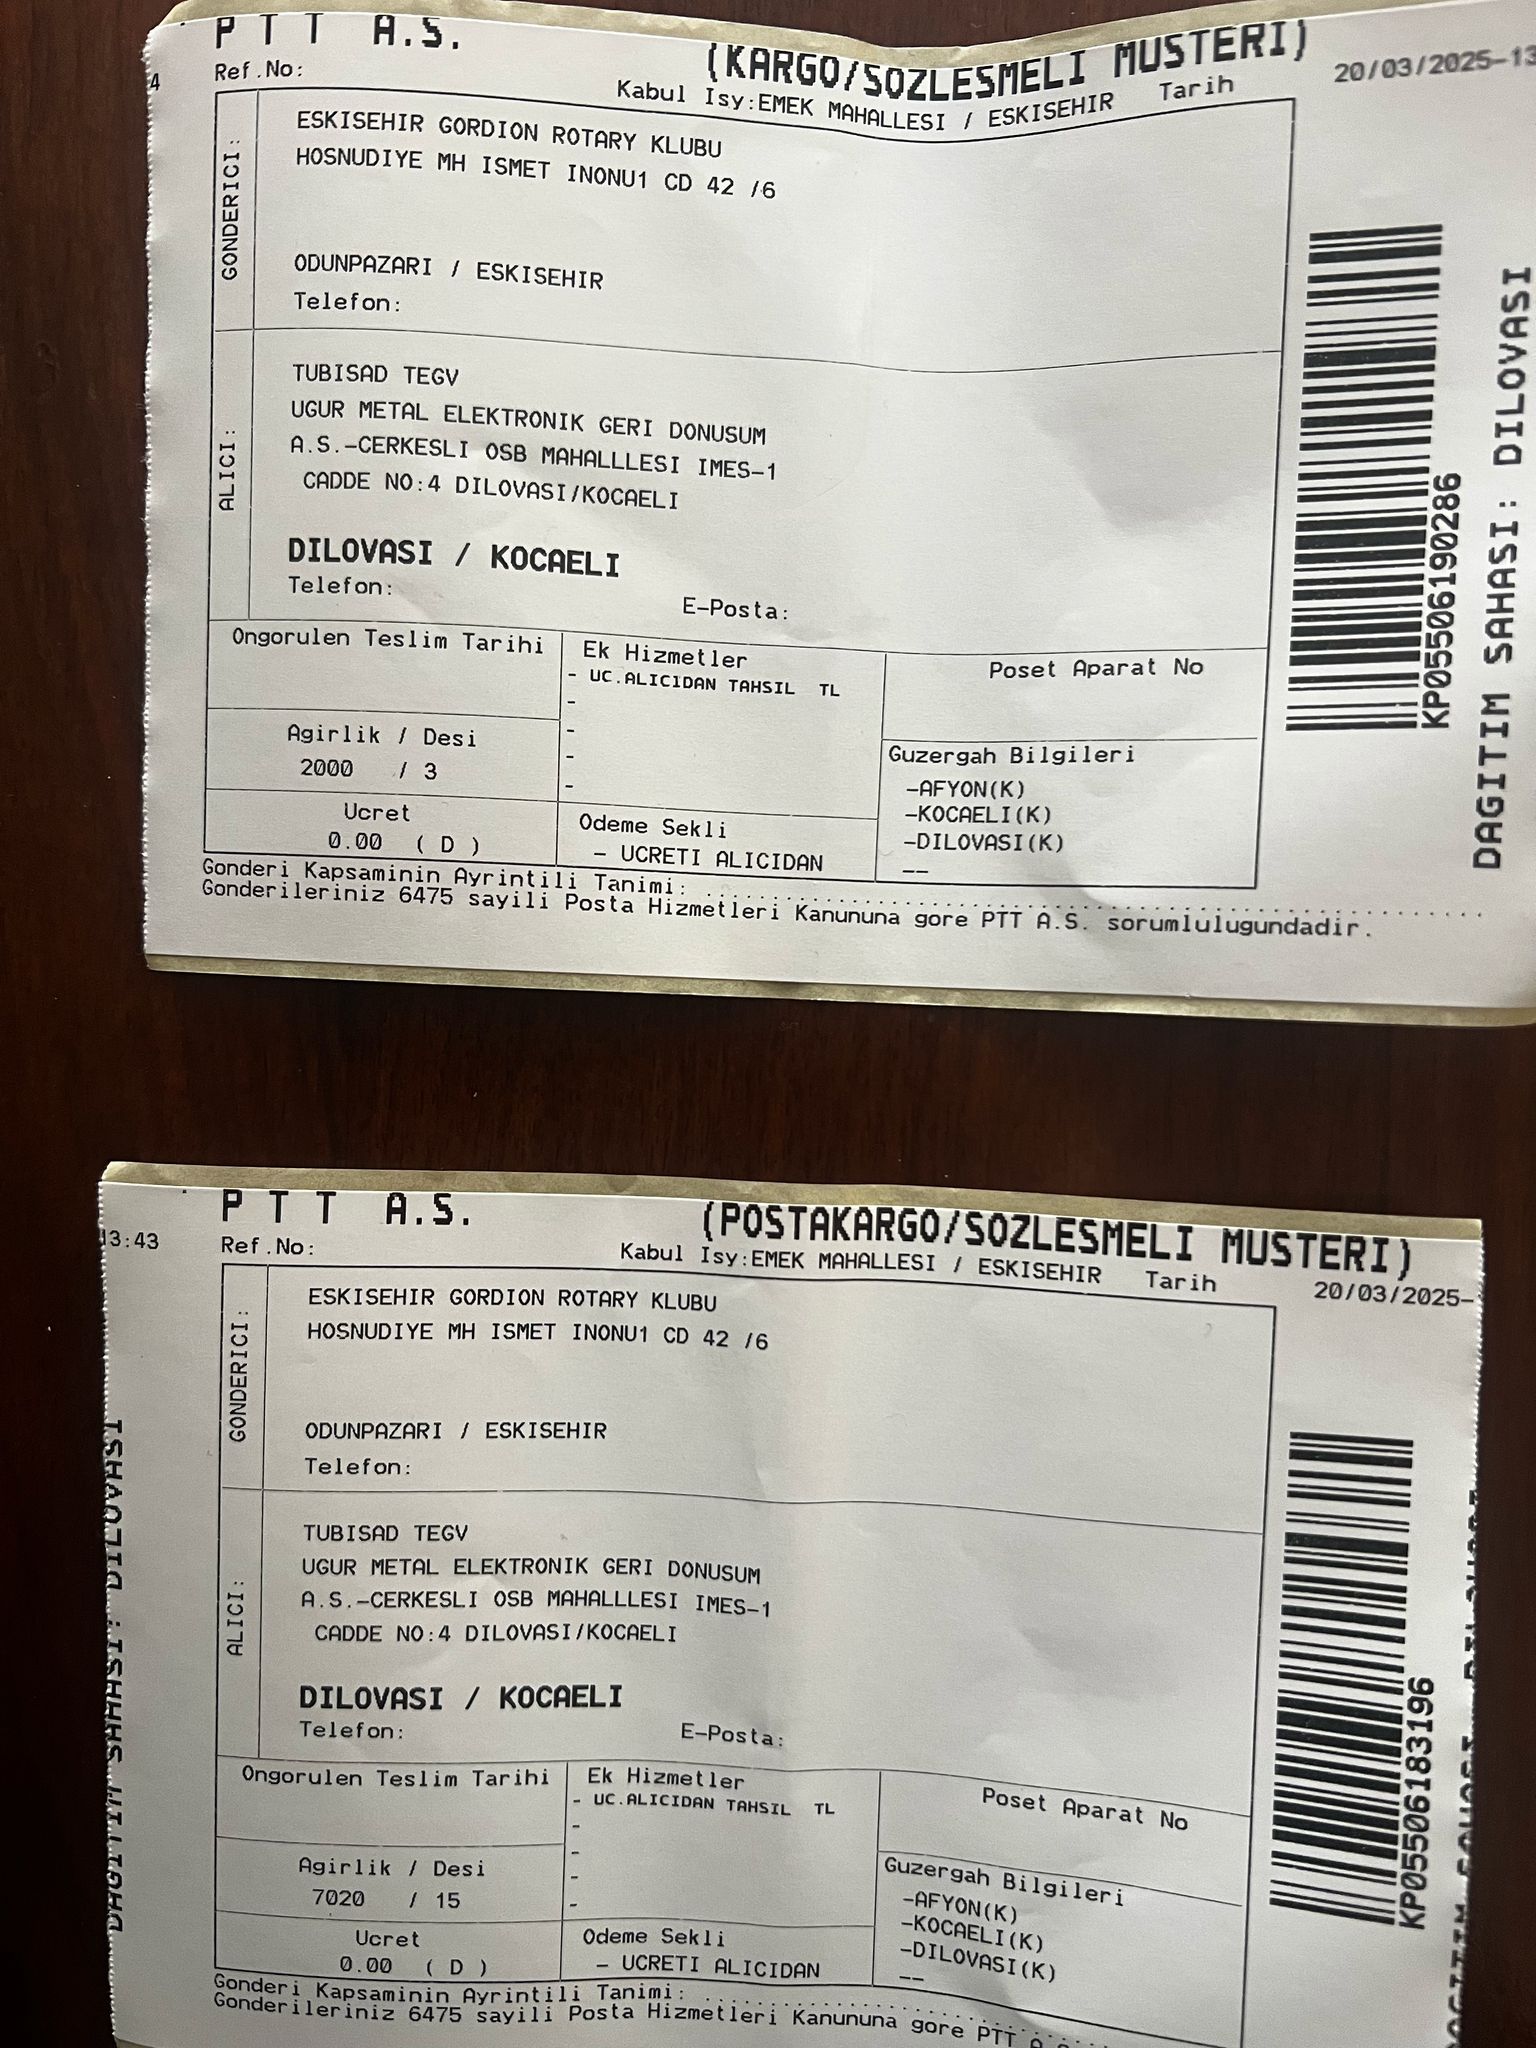 PTT A.S.
(KARGO/SOZLESMELI MUSTERI)
4
Ref.No:
Kabul Isy:EMEK MAHALLESI / ESKISEHIR Tarih 20/03/2025-13
GONDERICI:
ESKISEHIR GORDION ROTARY KLUBU
HOSNUDIYE MH ISMET INONU1 CD 42 /6
ODUNPAZARI / ESKISEHIR
Telefon:
ALICI:
TUBISAD TEGV
UGUR METAL ELEKTRONIK GERI DONUSUM
A.S.-CERKESLI OSB MAHALLLESI IMES-1
CADDE NO:4 DILOVASI/KOCAELI
DILOVASI / KOCAELI
Telefon:
E-Posta:
Ongorulen Teslim Tarihi
Ek Hizmetler
- UC.ALICIDAN TAHSIL TL
-
-
-
-
Poset Aparat No
Agirlik / Desi
2000 / 3
Guzergah Bilgileri
-AFYON(K)
-KOCAELI(K)
-DILOVASI(K)
--
Ucret
0.00 ( D )
Odeme Sekli
- UCRETI ALICIDAN
Gonderi Kapsaminin Ayrintili Tanimi:
Gonderileriniz 6475 sayili Posta Hizmetleri Kanununa gore PTT A.S. sorumlulugundadir.
KP05506190286
DAGITIM SAHASI: DILOVASI
PTT A.S.
(POSTAKARGO/SOZLESMELI MUSTERI)
13:43
Ref.No:
Kabul Isy:EMEK MAHALLESI / ESKISEHIR Tarih 20/03/2025-
GONDERICI:
ESKISEHIR GORDION ROTARY KLUBU
HOSNUDIYE MH ISMET INONU1 CD 42 /6
ODUNPAZARI / ESKISEHIR
Telefon:
ALICI:
TUBISAD TEGV
UGUR METAL ELEKTRONIK GERI DONUSUM
A.S.-CERKESLI OSB MAHALLLESI IMES-1
CADDE NO:4 DILOVASI/KOCAELI
DILOVASI / KOCAELI
Telefon:
E-Posta:
Ongorulen Teslim Tarihi
Ek Hizmetler
- UC.ALICIDAN TAHSIL TL
-
-
-
-
Poset Aparat No
Agirlik / Desi
7020 / 15
Guzergah Bilgileri
-AFYON(K)
-KOCAELI(K)
-DILOVASI(K)
--
Ucret
0.00 ( D )
Odeme Sekli
- UCRETI ALICIDAN
Gonderi Kapsaminin Ayrintili Tanimi:
Gonderileriniz 6475 sayili Posta Hizmetleri Kanununa gore PTT
KP05506183196
DAGITIM SAHASI: DILOVASI